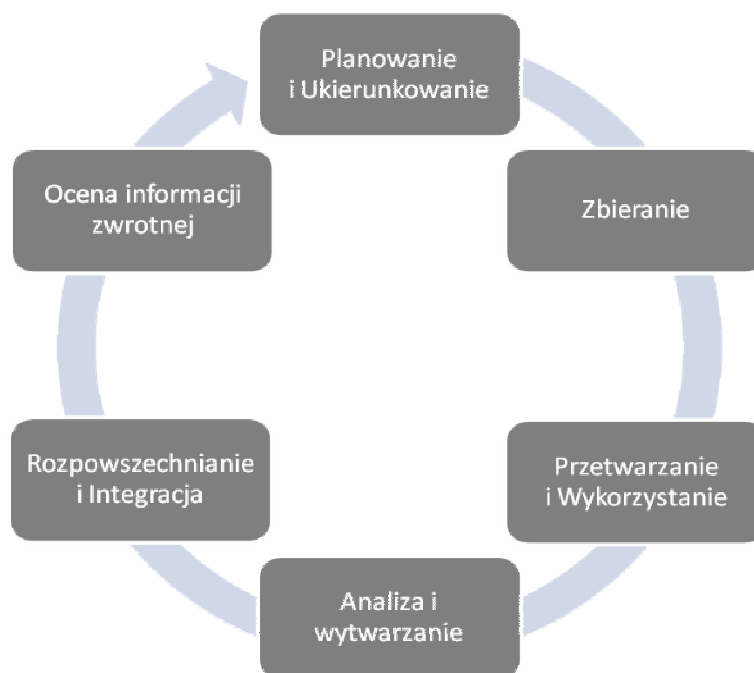 Planowanie
i Ukierunkowanie
Zbieranie
Przetwarzanie
i Wykorzystanie
Analiza i
wytwarzanie
Rozpowszechnianie
i Integracja
Ocena informacji
zwrotnej